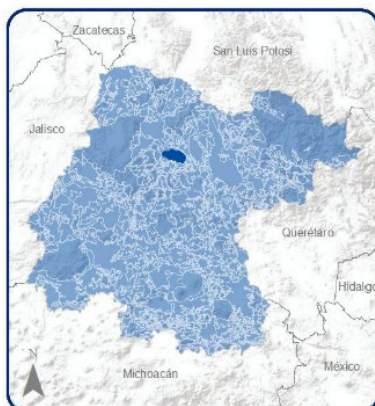 Zacatecas
San Luis Potosí
Jalisco
Querétaro
Hidalgo
México
Michoacán
N